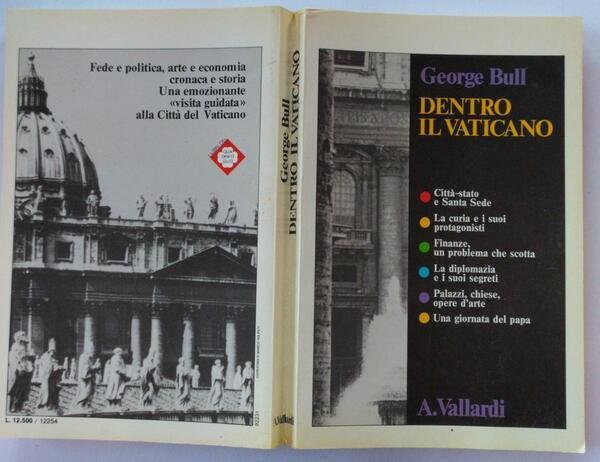 Fede e politica, arte e economia
cronaca e storia
Una emozionante
«visita guidata»
alla Città del Vaticano
L. 12.500 / 12254
George Bull
DENTRO IL VATICANO
A.Vallardi
George Bull
DENTRO
IL VATICANO
Città-stato
e Santa Sede
La curia e i suoi
protagonisti
Finanze,
un problema che scotta
La diplomazia
e i suoi segreti
Palazzi, chiese,
opere d'arte
Una giornata del papa
A.Vallardi